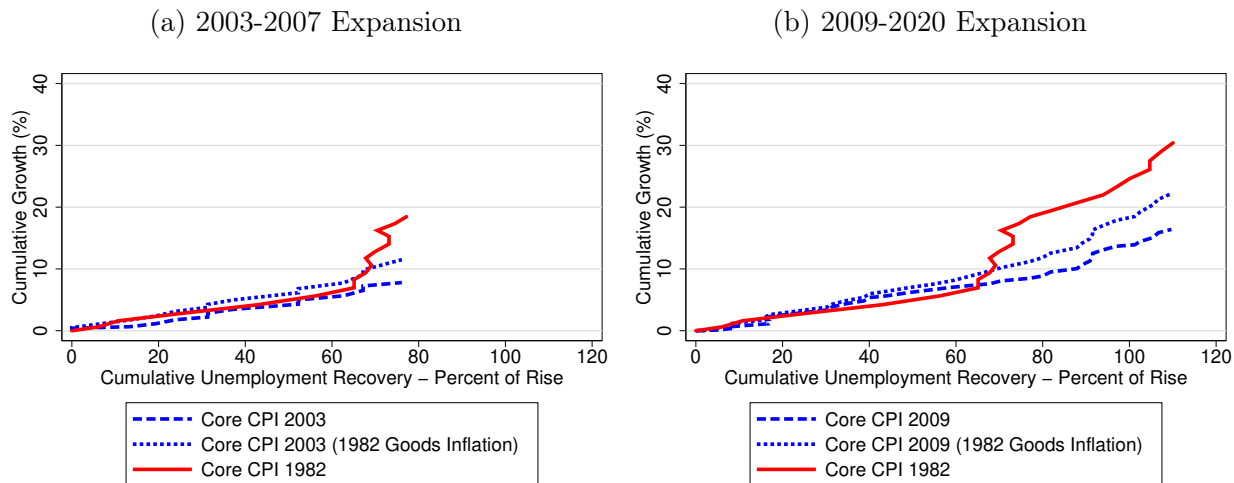 (a) 2003-2007 Expansion
Cumulative Growth (%)
40
30
20
10
0
0 20 40 60 80 100 120
Cumulative Unemployment Recovery – Percent of Rise
Core CPI 2003
Core CPI 2003 (1982 Goods Inflation)
Core CPI 1982
(b) 2009-2020 Expansion
Cumulative Growth (%)
40
30
20
10
0
0 20 40 60 80 100 120
Cumulative Unemployment Recovery – Percent of Rise
Core CPI 2009
Core CPI 2009 (1982 Goods Inflation)
Core CPI 1982